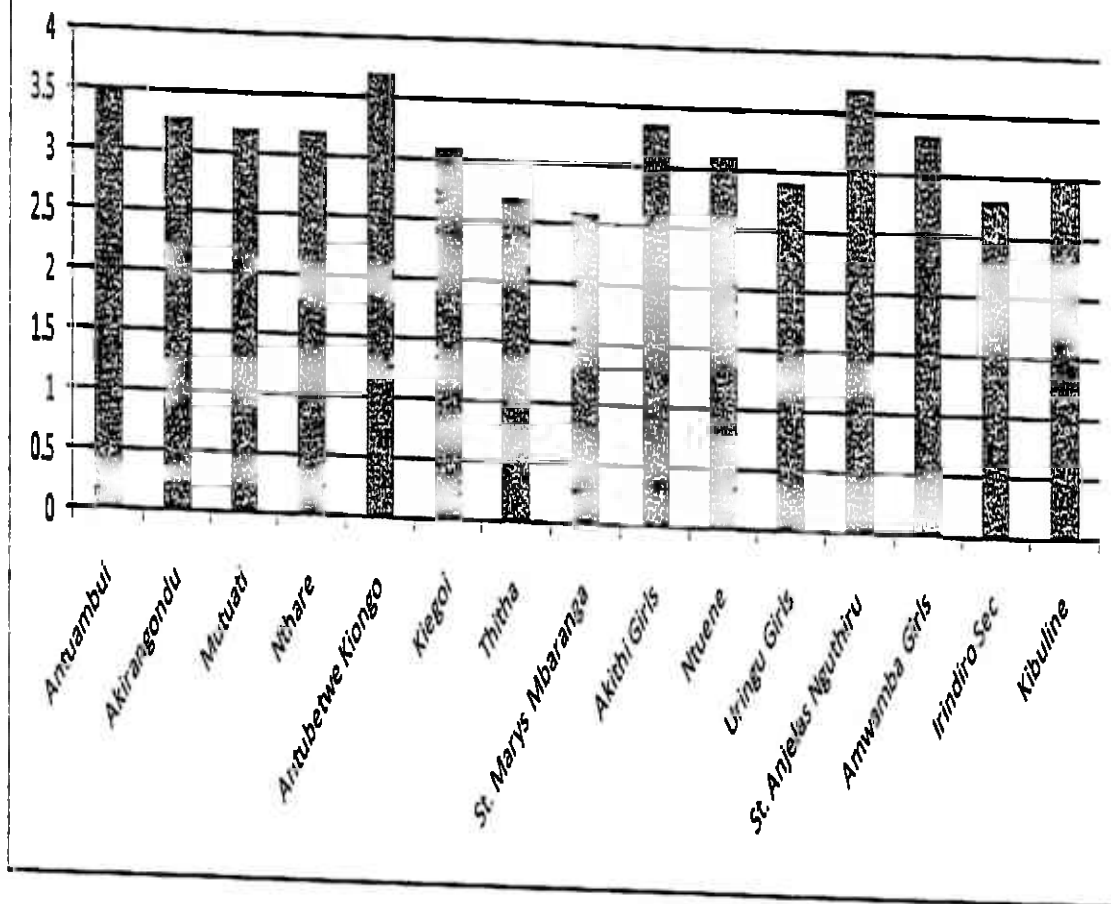 4
3.5
3
2.5
2
1.5
1
0.5
0
Antuambui
Akirangondu
Mutuati
Nthare
Antubetwe Kiongo
Kiegoi
Thitha
St. Marys Mbaranga
Akithi Girls
Ntuene
Uringu Girls
St. Anjelas Nguthiru
Amwamba Girls
Irindiro Sec
Kibuline